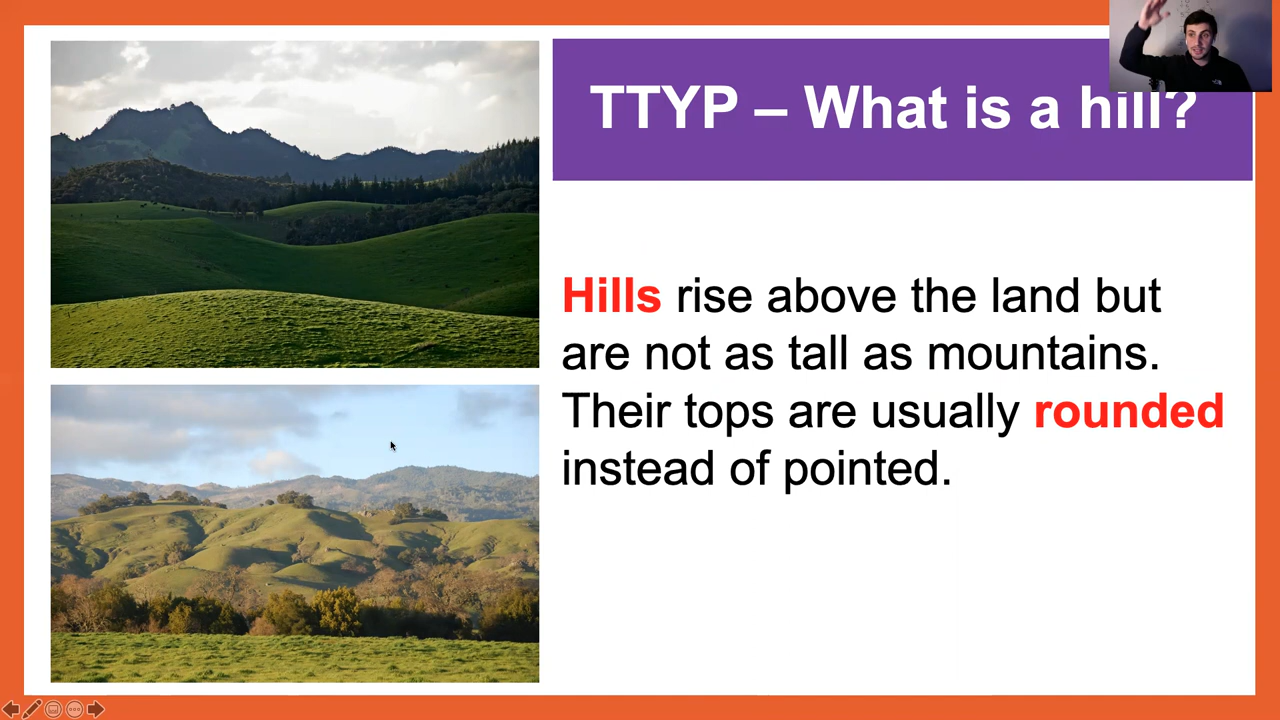 TTYP – What is a hill?
Hills rise above the land but
are not as tall as mountains.
Their tops are usually rounded
instead of pointed.